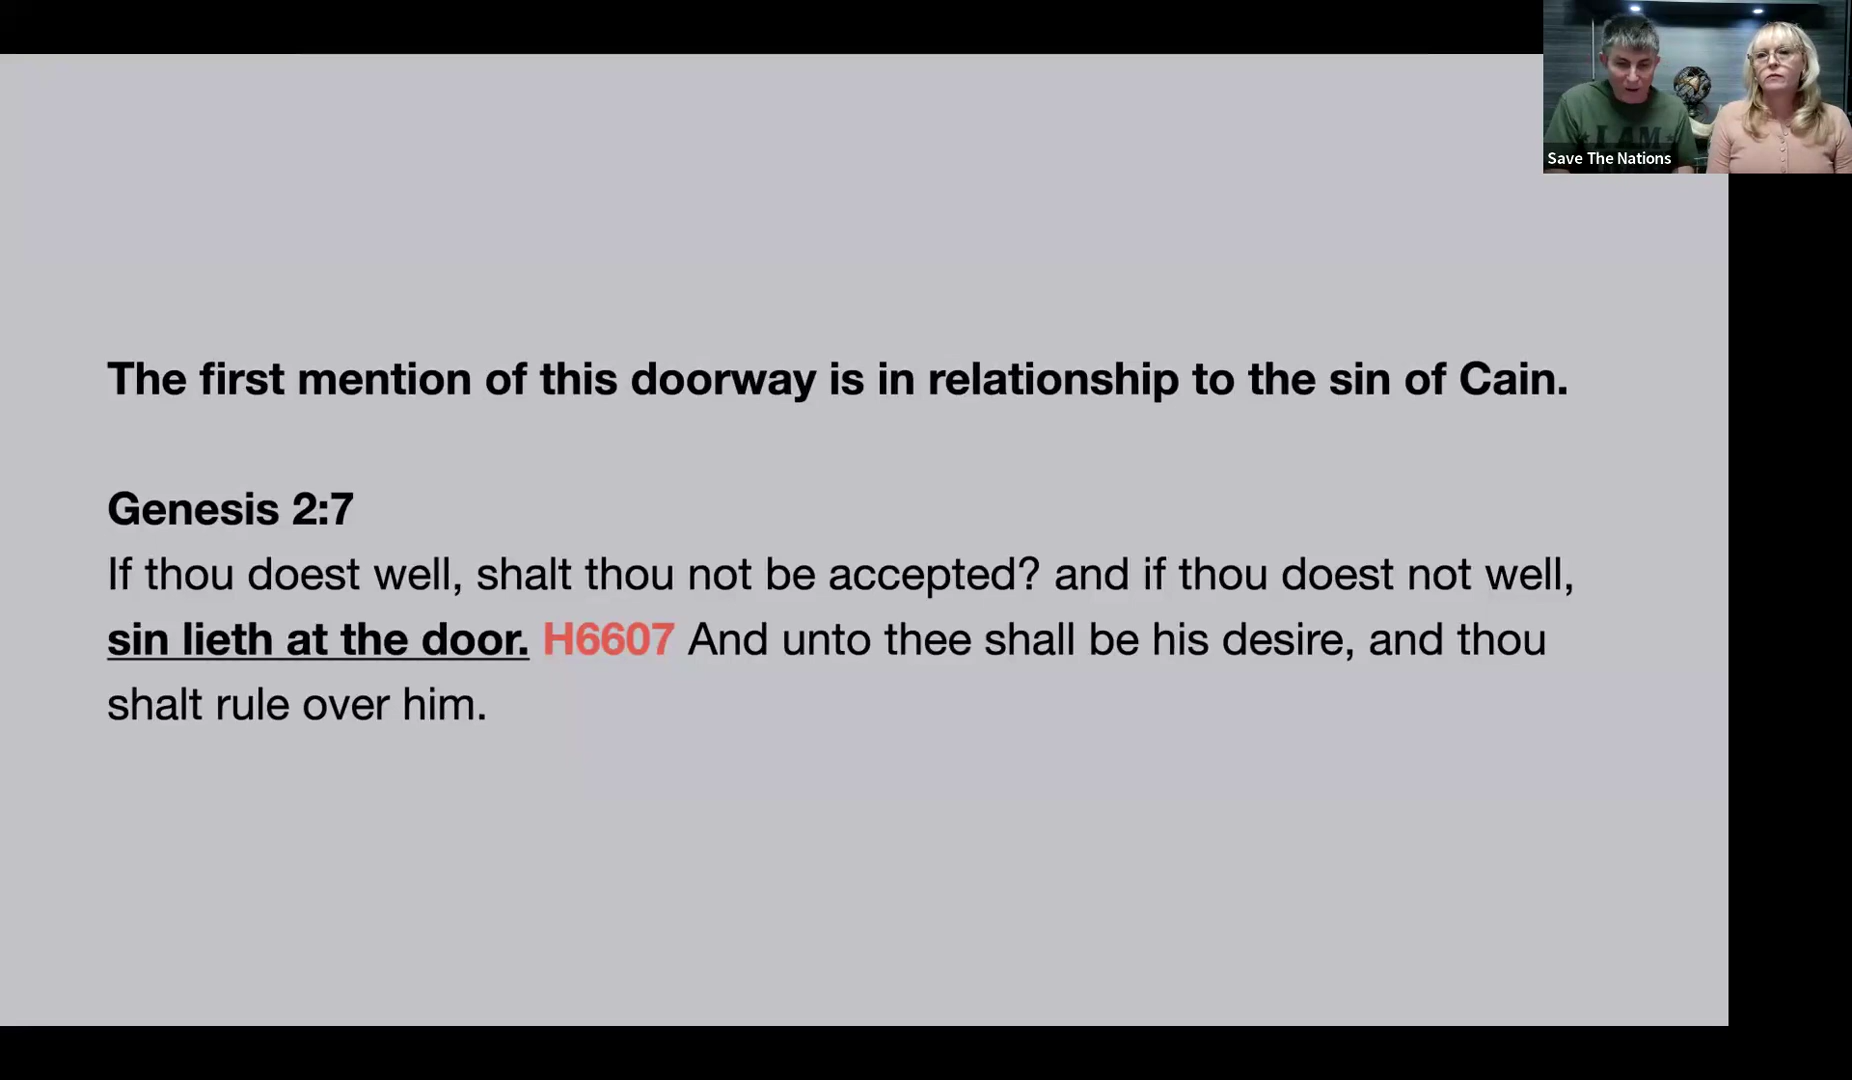 The first mention of this doorway is in relationship to the sin of Cain.
Genesis 2:7
If thou doest well, shalt thou not be accepted? and if thou doest not well,
sin lieth at the door. H6607 And unto thee shall be his desire, and thou
shalt rule over him.
I AM
Save The Nations